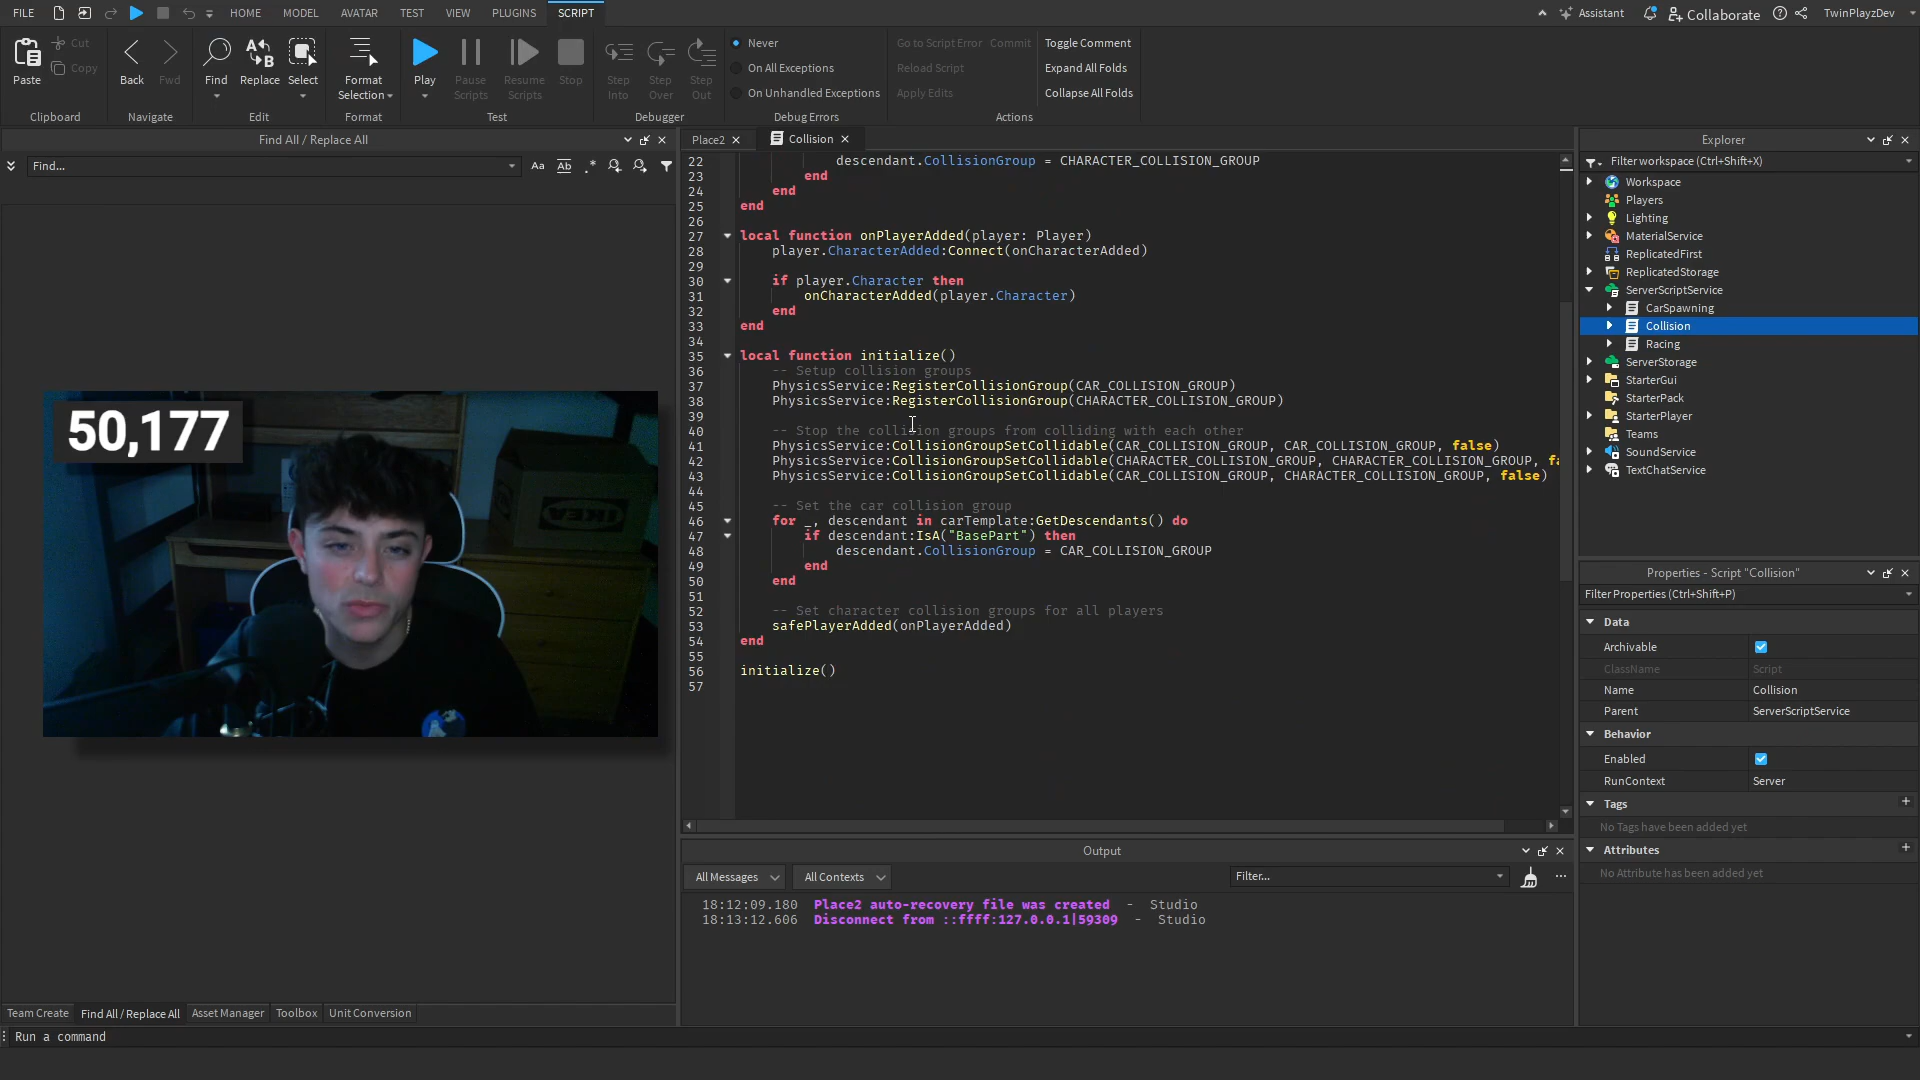 FILE
HOME
MODEL
AVATAR
TEST
VIEW
PLUGINS
SCRIPT
Assistant
Collaborate
TwinPlayzDev
Paste
Cut
Copy
Clipboard
Back
Fwd
Navigate
Find
Replace
Select
Edit
Format
Selection
Format
Play
Pause
Scripts
Resume
Scripts
Stop
Test
Step
Into
Step
Over
Step
Out
Debugger
Never
On All Exceptions
On Unhandled Exceptions
Debug Errors
Go to Script Error
Commit
Reload Script
Apply Edits
Toggle Comment
Expand All Folds
Collapse All Folds
Actions
Find All / Replace All
Find...
Aa
Ab
.*
50,177
IKEA
Place2
Collision
22 descendant.CollisionGroup = CHARACTER_COLLISION_GROUP
23 end
24 end
25 end
26
27 local function onPlayerAdded(player: Player)
28 player.CharacterAdded:Connect(onCharacterAdded)
29
30 if player.Character then
31 onCharacterAdded(player.Character)
32 end
33 end
34
35 local function initialize()
36 -- Setup collision groups
37 PhysicsService:RegisterCollisionGroup(CAR_COLLISION_GROUP)
38 PhysicsService:RegisterCollisionGroup(CHARACTER_COLLISION_GROUP)
39
40 -- Stop the collision groups from colliding with each other
41 PhysicsService:CollisionGroupSetCollidable(CAR_COLLISION_GROUP, CAR_COLLISION_GROUP, false)
42 PhysicsService:CollisionGroupSetCollidable(CHARACTER_COLLISION_GROUP, CHARACTER_COLLISION_GROUP, fa
43 PhysicsService:CollisionGroupSetCollidable(CAR_COLLISION_GROUP, CHARACTER_COLLISION_GROUP, false)
44
45 -- Set the car collision group
46 for _, descendant in carTemplate:GetDescendants() do
47 if descendant:IsA("BasePart") then
48 descendant.CollisionGroup = CAR_COLLISION_GROUP
49 end
50 end
51
52 -- Set character collision groups for all players
53 safePlayerAdded(onPlayerAdded)
54 end
55
56 initialize()
57
Output
All Messages
All Contexts
Filter...
18:12:09.180 Place2 auto-recovery file was created - Studio
18:13:12.606 Disconnect from ::ffff:127.0.0.1|59309 - Studio
Explorer
Filter workspace (Ctrl+Shift+X)
Workspace
Players
Lighting
MaterialService
ReplicatedFirst
ReplicatedStorage
ServerScriptService
CarSpawning
Collision
Racing
ServerStorage
StarterGui
StarterPack
StarterPlayer
Teams
SoundService
TextChatService
Properties - Script "Collision"
Filter Properties (Ctrl+Shift+P)
Data
Archivable
ClassName Script
Name Collision
Parent ServerScriptService
Behavior
Enabled
RunContext Server
Tags
No Tags have been added yet
Attributes
No Attribute has been added yet
Team Create
Find All / Replace All
Asset Manager
Toolbox
Unit Conversion
Run a command